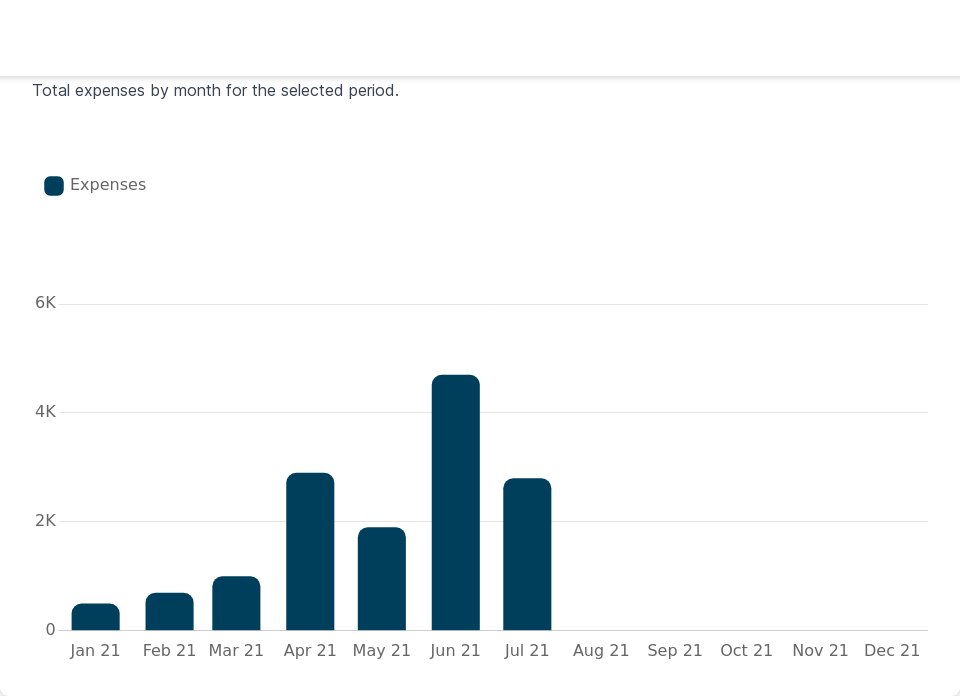 Total expenses by month for the selected period.
Expenses
6K
4K
2K
0
Jan 21 Feb 21 Mar 21 Apr 21 May 21 Jun 21 Jul 21 Aug 21 Sep 21 Oct 21 Nov 21 Dec 21